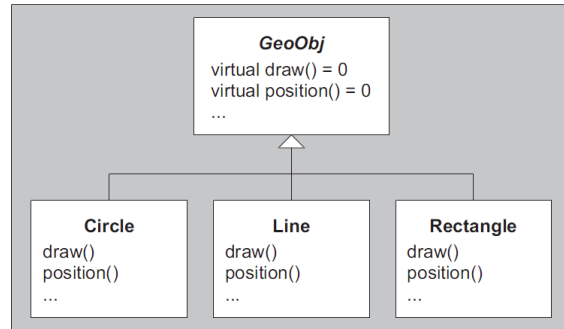 GeoObj
virtual draw() = 0
virtual position() = 0
...
Circle
draw()
position()
...
Line
draw()
position()
...
Rectangle
draw()
position()
...